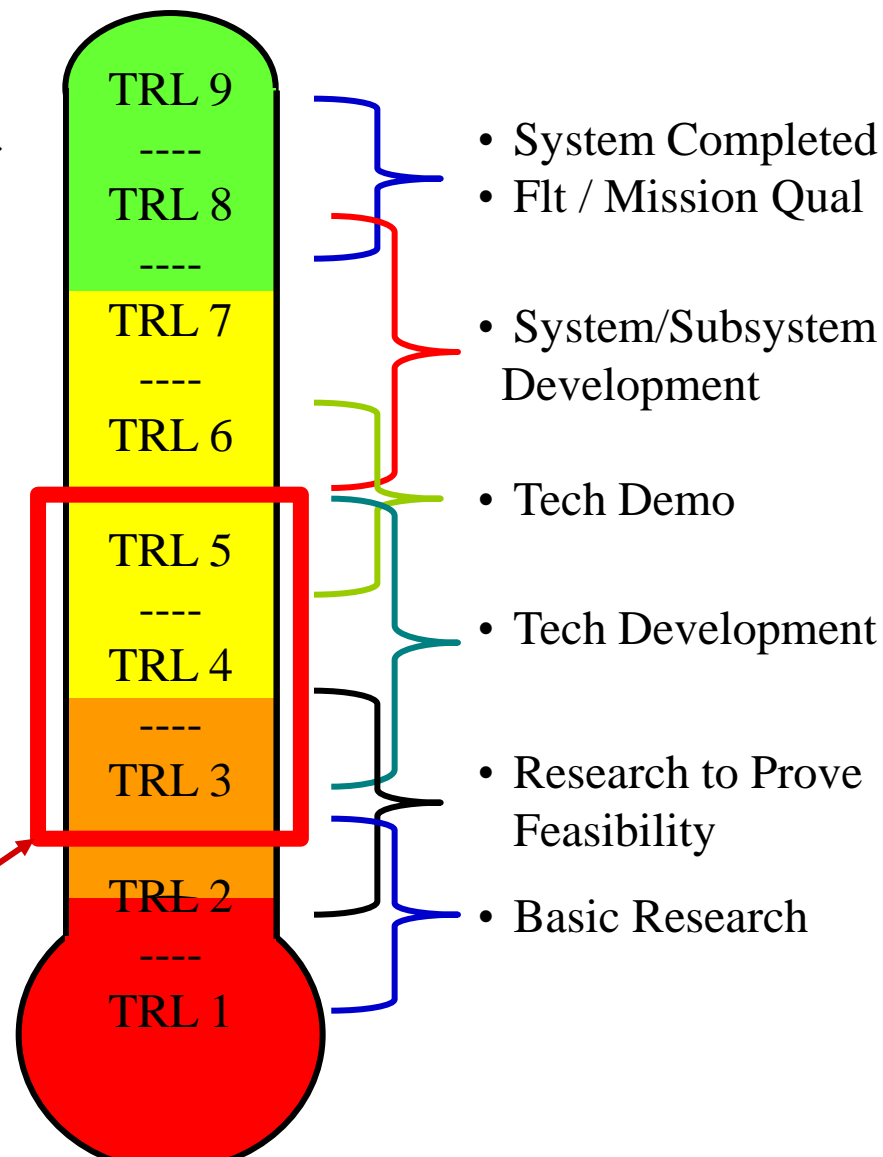 TRL 9
----
TRL 8
----
TRL 7
----
TRL 6
TRL 5
----
TRL 4
----
TRL 3
TRL 2
----
TRL 1
• System Completed
• Flt / Mission Qual
• System/Subsystem
Development
• Tech Demo
• Tech Development
• Research to Prove
Feasibility
• Basic Research